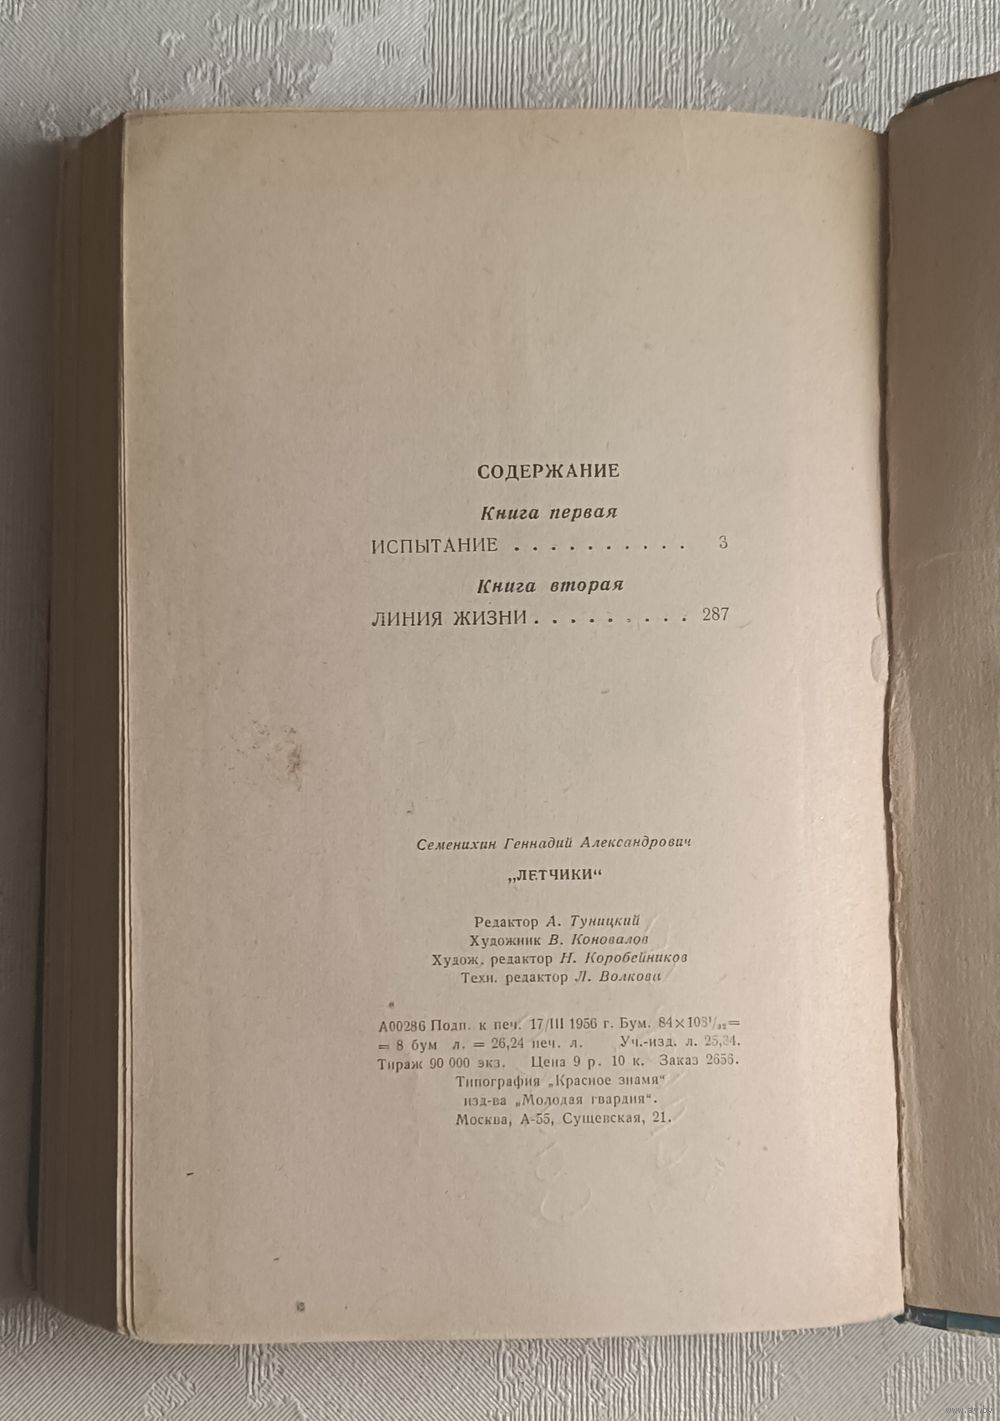 СОДЕРЖАНИЕ
Книга первая
ИСПЫТАНИЕ . . . . . . . . . . 3
Книга вторая
ЛИНИЯ ЖИЗНИ . . . . . . . . . 287
Семенихин Геннадий Александрович
„ЛЕТЧИКИ“
Редактор А. Туницкий
Художник В. Коновалов
Худож. редактор Н. Коробейников
Техн. редактор Л. Волкова
А00286 Подп. к печ. 17/III 1956 г. Бум. 84×108¹/₃₂=
= 8 бум л. = 26,24 печ. л. Уч.-изд. л. 25,34.
Тираж 90 000 экз. Цена 9 р. 10 к. Заказ 2656.
Типография „Красное знамя“
изд-ва „Молодая гвардия“.
Москва, А-55, Сущевская, 21.